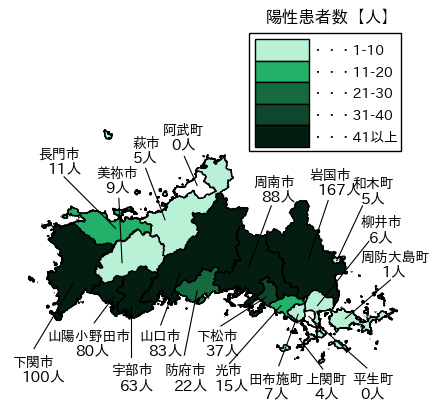 陽性患者数【人】
・・・1-10
・・・11-20
・・・21-30
・・・31-40
・・・41以上
阿武町
0人
萩市
5人
長門市
11人
美祢市
9人
周南市
88人
岩国市
167人
和木町
5人
柳井市
6人
周防大島町
1人
山陽小野田市
80人
山口市
83人
下松市
37人
下関市
100人
宇部市
63人
防府市
22人
光市
15人
田布施町
7人
上関町
4人
平生町
0人